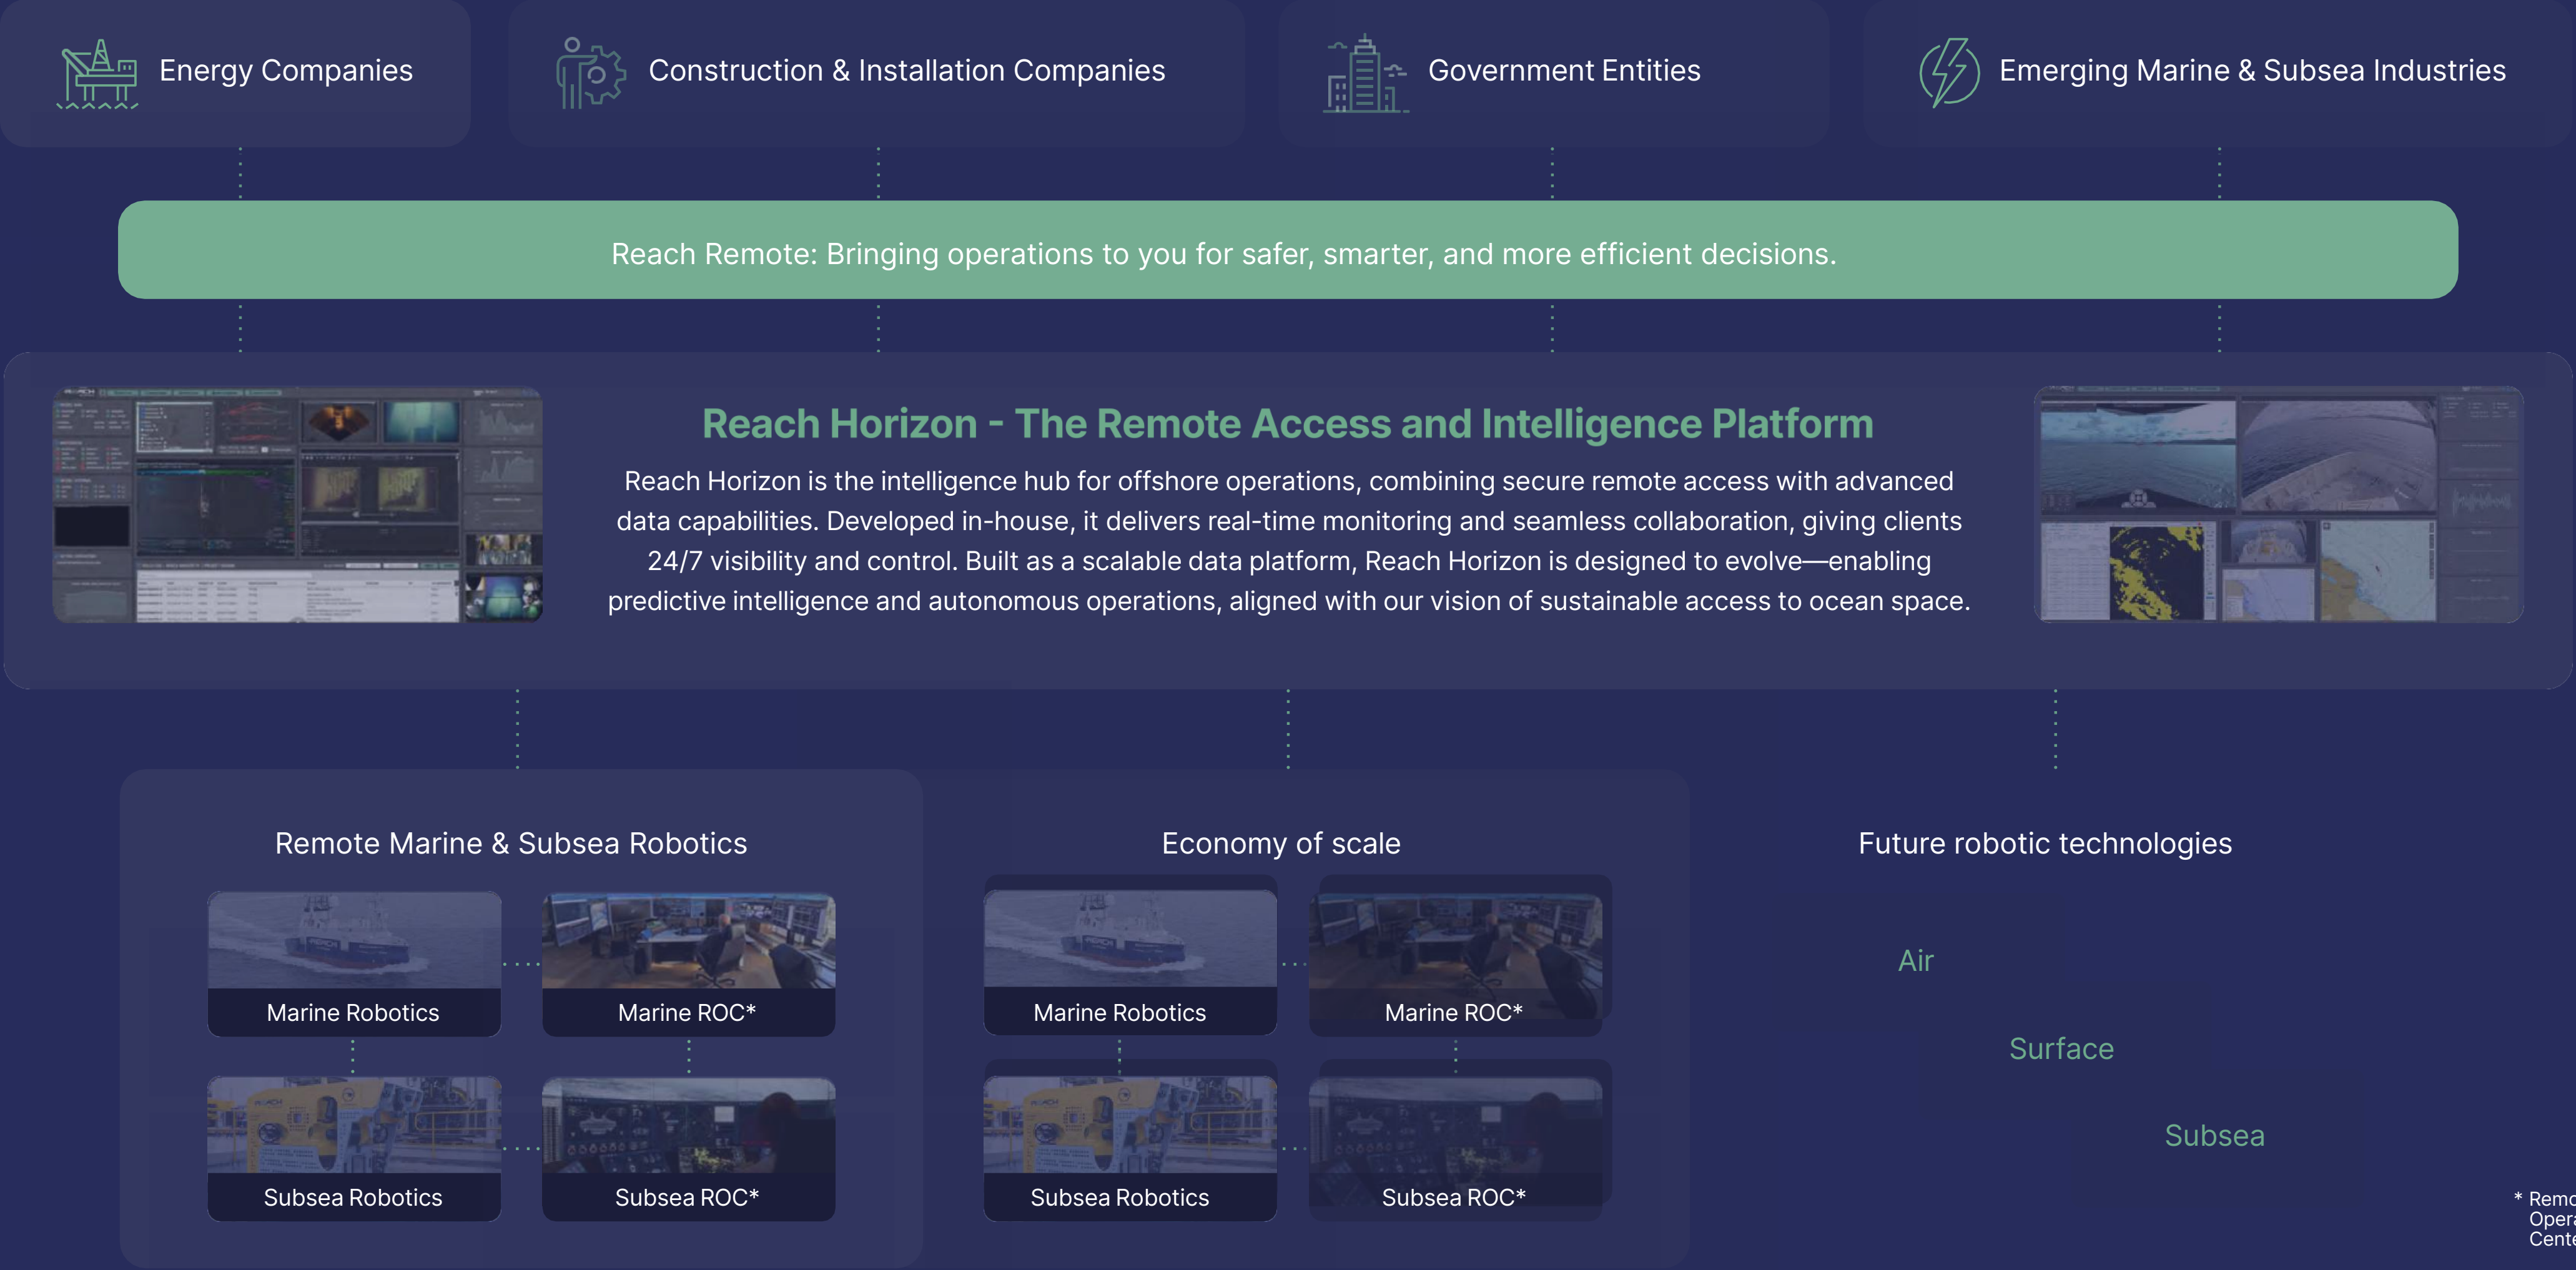 Energy Companies
Construction & Installation Companies
Government Entities
Emerging Marine & Subsea Industries
Reach Remote: Bringing operations to you for safer, smarter, and more efficient decisions.
Reach Horizon - The Remote Access and Intelligence Platform
Reach Horizon is the intelligence hub for offshore operations, combining secure remote access with advanced
data capabilities. Developed in-house, it delivers real-time monitoring and seamless collaboration, giving clients
24/7 visibility and control. Built as a scalable data platform, Reach Horizon is designed to evolve—enabling
predictive intelligence and autonomous operations, aligned with our vision of sustainable access to ocean space.
Remote Marine & Subsea Robotics
Marine Robotics
Marine ROC*
Subsea Robotics
Subsea ROC*
Economy of scale
Marine Robotics
Marine ROC*
Subsea Robotics
Subsea ROC*
Future robotic technologies
Air
Surface
Subsea
*